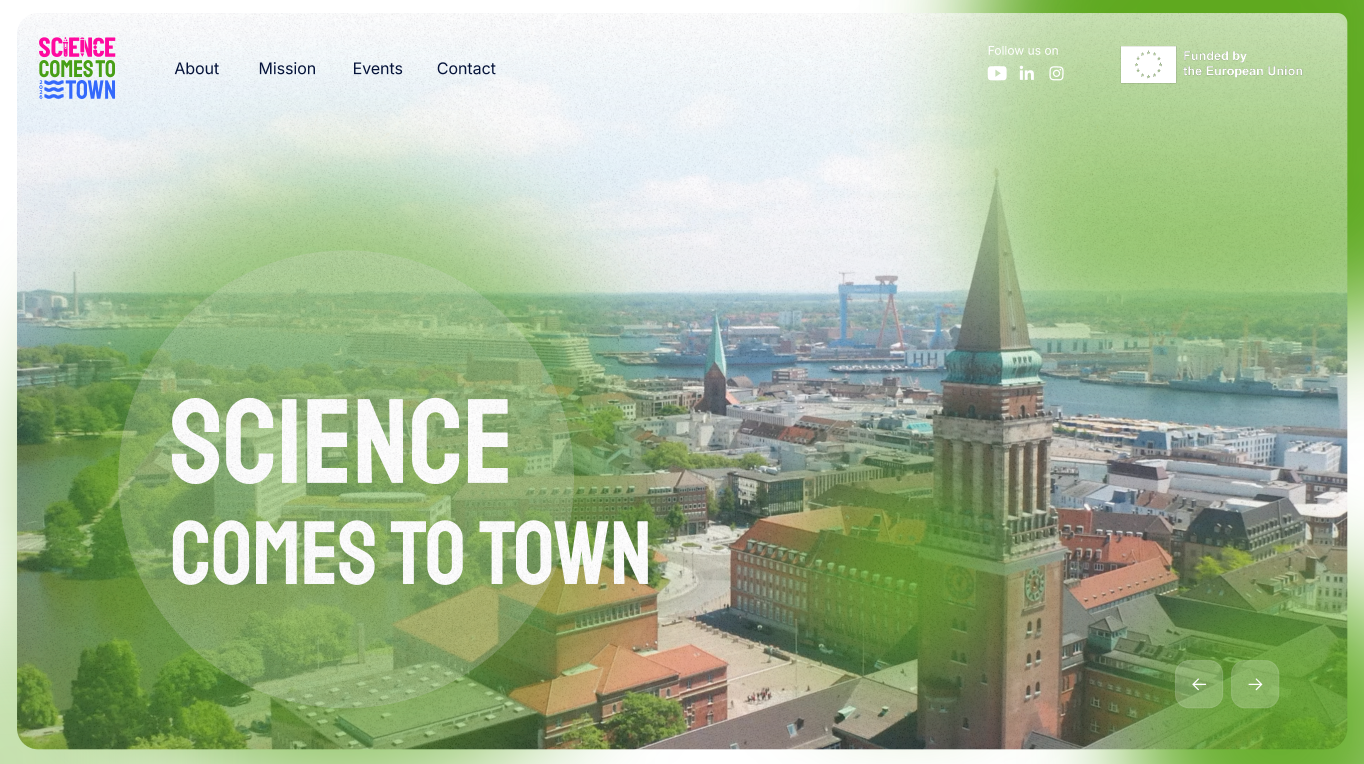 SCIENCE
COMES TO
TOWN
About
Mission
Events
Contact
Follow us on
Funded by
the European Union
SCIENCE
COMES TO TOWN